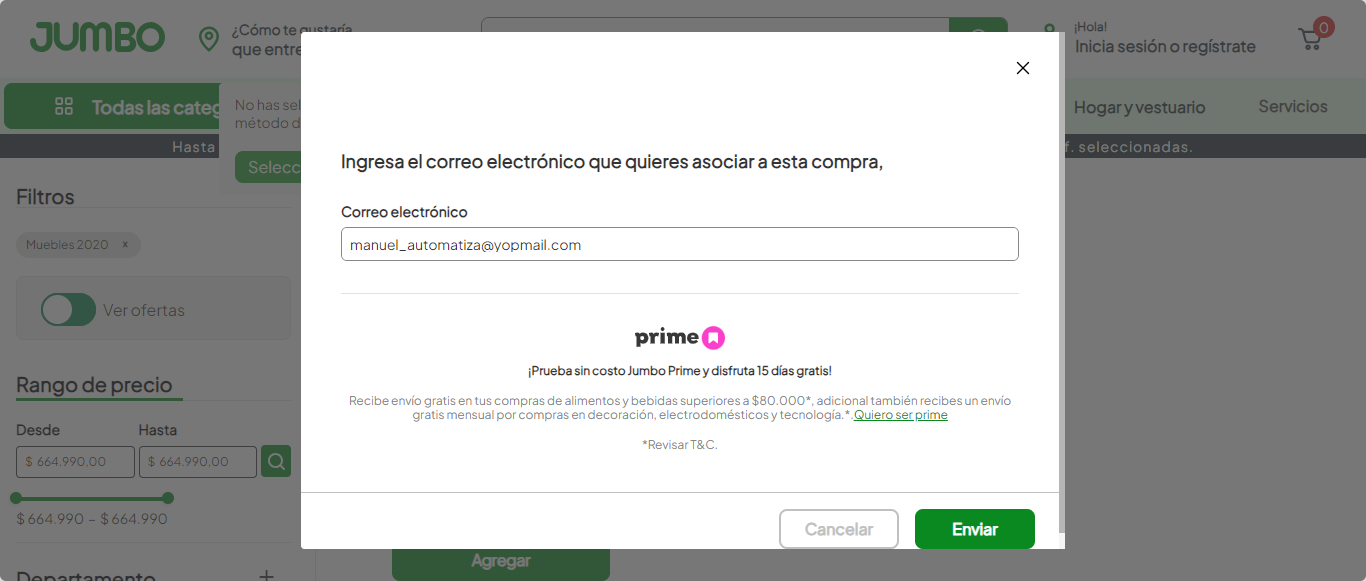 JUMBO
¿Cómo te gustaría
que entre
¡Hola!
Inicia sesión o regístrate
0
Todas las categ
No has sel
método d
Selecc
Hogar y vestuario
Servicios
Hasta
f. seleccionadas.
Filtros
Muebles 2020 x
Ver ofertas
Rango de precio
Desde
Hasta
$ 664.990,00
$ 664.990,00
$ 664.990 – $ 664.990
Departamento
Ingresa el correo electrónico que quieres asociar a esta compra,
Correo electrónico
manuel_automatiza@yopmail.com
prime
¡Prueba sin costo Jumbo Prime y disfruta 15 días gratis!
Recibe envío gratis en tus compras de alimentos y bebidas superiores a $80.000*, adicional también recibes un envío
gratis mensual por compras en decoración, electrodomésticos y tecnología.*.Quiero ser prime
*Revisar T&C.
Cancelar
Enviar
Agregar